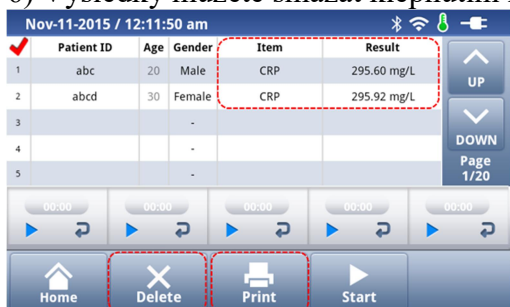 Nov-11-2015 / 12:11:50 am
Patient ID Age Gender Item Result
1 abc 20 Male CRP 295.60 mg/L
2 abcd 30 Female CRP 295.92 mg/L
3 -
4 -
5 -
UP
DOWN
Page
1/20
00:00 00:00 00:00 00:00 00:00
Home Delete Print Start